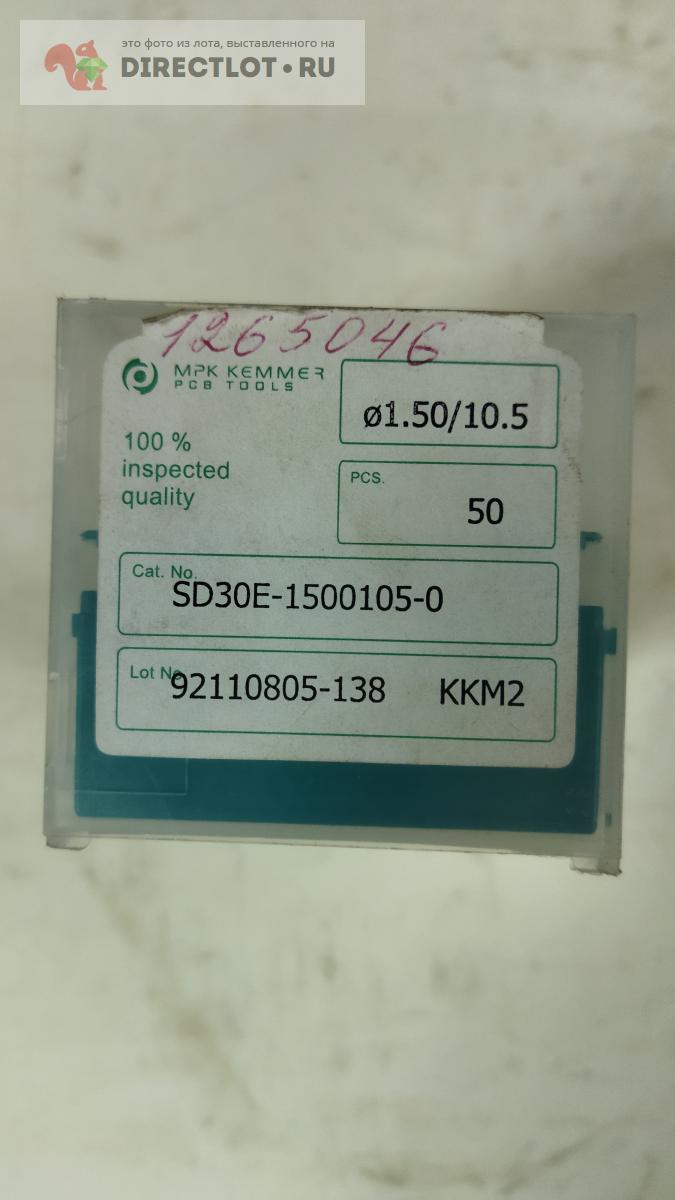 это фото из лота, выставленного на
DIRECTLOT•RU
1265046
MPK KEMMER
PCB TOOLS
ø1.50/10.5
100 %
inspected
quality
PCS.
50
Cat. No.
SD30E-1500105-0
Lot No.
92110805-138 KKM2